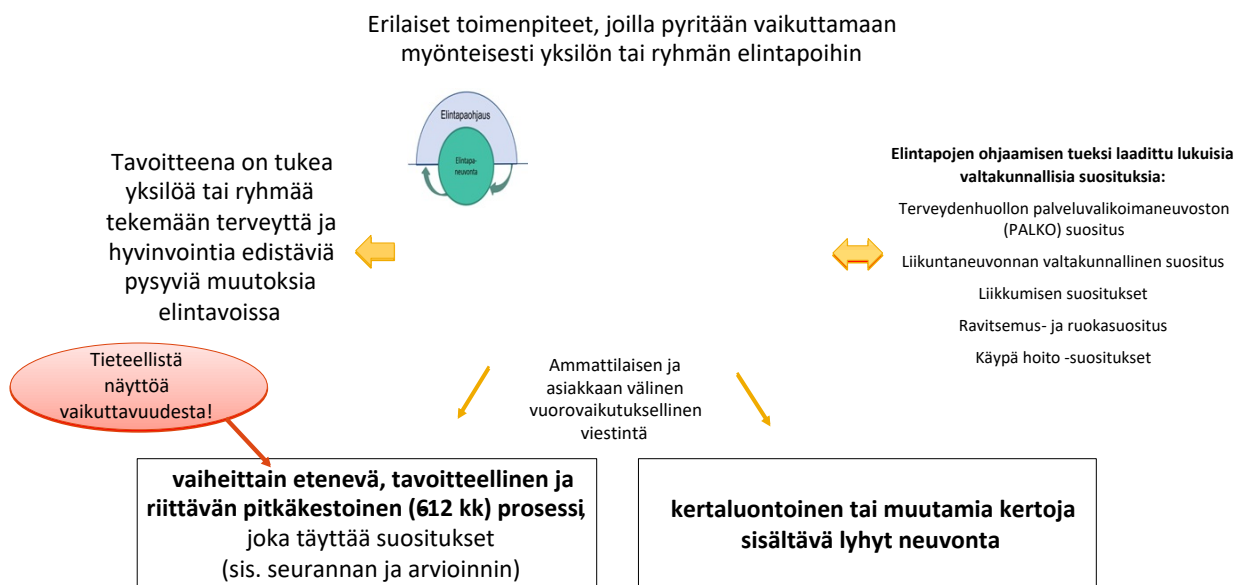 Erilaiset toimenpiteet, joilla pyritään vaikuttamaan
myönteisesti yksilön tai ryhmän elintapoihin
Elintapaohjaus
Elintapa-
neuvonta
Tavoitteena on tukea
yksilöä tai ryhmää
tekemään terveyttä ja
hyvinvointia edistäviä
pysyviä muutoksia
elintavoissa
Elintapojen ohjaamisen tueksi laadittu lukuisia
valtakunnallisia suosituksia:
Terveydenhuollon palveluvalikoimaneuvoston
(PALKO) suositus
Liikuntaneuvonnan valtakunnallinen suositus
Liikkumisen suositukset
Ravitsemus- ja ruokasuositus
Käypä hoito -suositukset
Tieteellistä
näyttöä
vaikuttavuudesta!
Ammattilaisen ja
asiakkaan välinen
vuorovaikutuksellinen
viestintä
vaiheittain etenevä, tavoitteellinen ja
riittävän pitkäkestoinen (6-12 kk) prosessi,
joka täyttää suositukset
(sis. seurannan ja arvioinnin)
kertaluontoinen tai muutamia kertoja
sisältävä lyhyt neuvonta